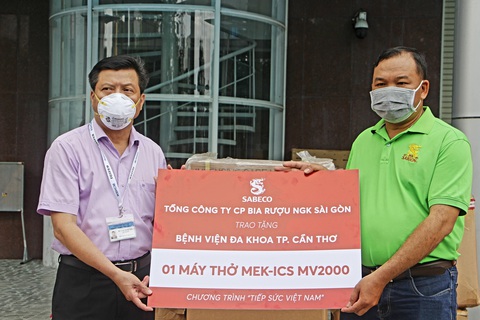 SABECO
TỔNG CÔNG TY CP BIA RƯỢU NGK SÀI GÒN
TRAO TẶNG
BỆNH VIỆN ĐA KHOA TP. CẦN THƠ
01 MÁY THỞ MEK-ICS MV2000
CHƯƠNG TRÌNH "TIẾP SỨC VIỆT NAM"
SABECO